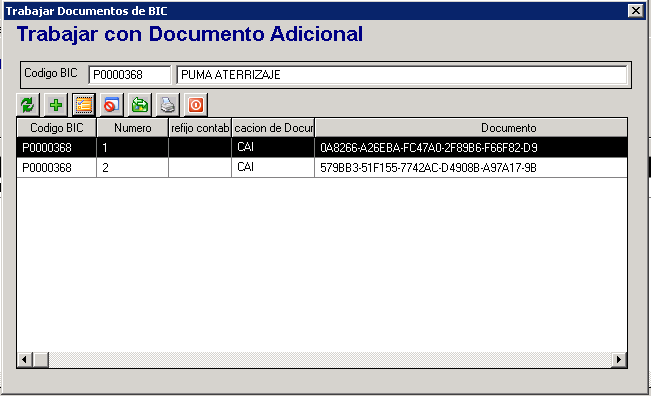 Trabajar Documentos de BIC
Trabajar con Documento Adicional
Codigo BIC P0000368 PUMA ATERRIZAJE
Codigo BIC Numero refijo contab cacion de Docur Documento
P0000368 1 CAI 0A8266-A26EBA-FC47A0-2F89B6-F66F82-D9
P0000368 2 CAI 579BB3-51F155-7742AC-D4908B-A97A17-9B